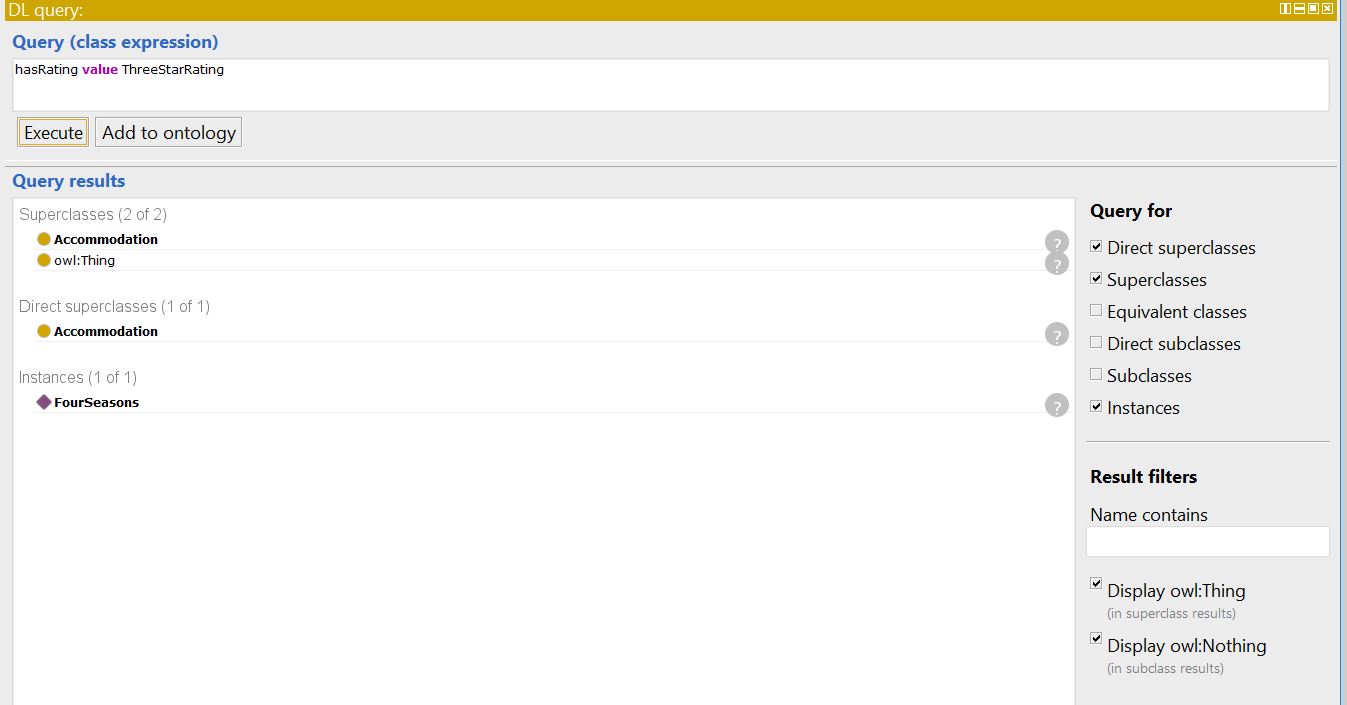 DL query:
Query (class expression)
hasRating value ThreeStarRating
Execute Add to ontology
Query results
Superclasses (2 of 2)
Accommodation
?
owl:Thing
?
Direct superclasses (1 of 1)
Accommodation
?
Instances (1 of 1)
FourSeasons
?
Query for
Direct superclasses
Superclasses
Equivalent classes
Direct subclasses
Subclasses
Instances
Result filters
Name contains
Display owl:Thing
(in superclass results)
Display owl:Nothing
(in subclass results)